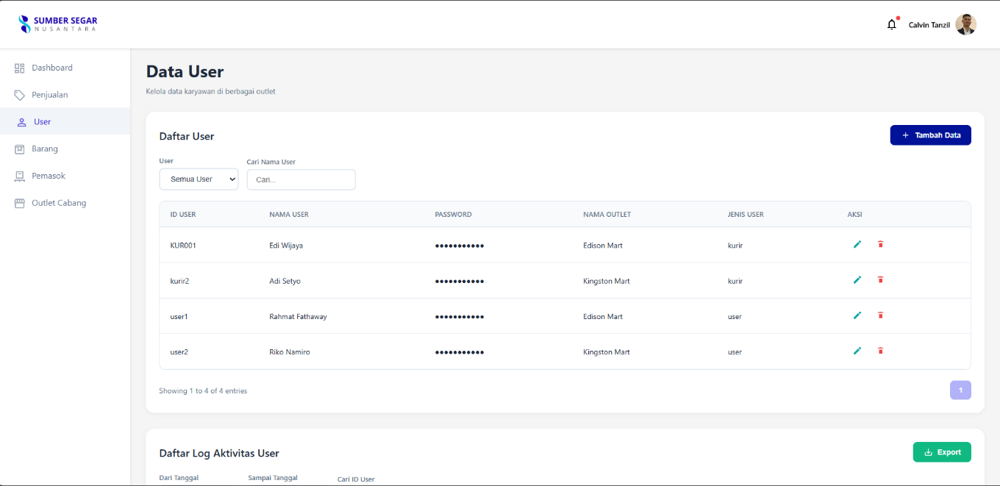 SUMBER SEGAR
NUSANTARA
Calvin Tanzil
Dashboard
Penjualan
User
Barang
Pemasok
Outlet Cabang
Data User
Kelola data karyawan di berbagai outlet
Daftar User
+ Tambah Data
User
Cari Nama User
Semua User
Cari...
ID USER NAMA USER PASSWORD NAMA OUTLET JENIS USER AKSI
KUR001 Edi Wijaya ••••••••••• Edison Mart kurir
kurir2 Adi Setyo ••••••••••• Kingston Mart kurir
user1 Rahmat Fathaway ••••••••••• Edison Mart user
user2 Riko Namiro ••••••••••• Kingston Mart user
Showing 1 to 4 of 4 entries
1
Daftar Log Aktivitas User
Export
Dari Tanggal Sampai Tanggal Cari ID User